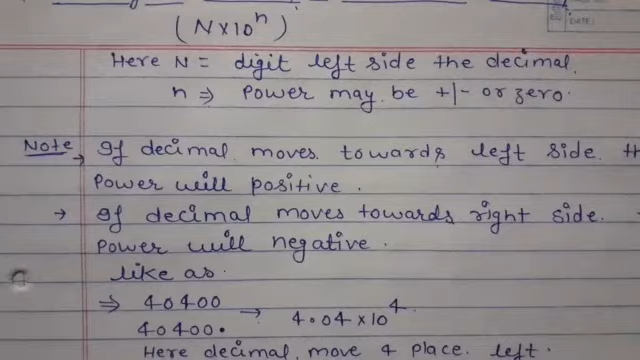 (N×10ⁿ)
DATE:
Here N = digit left side the decimal.
n ⇒ Power may be +/- or zero.
Note → If decimal moves towards left side.
Power will positive.
→ If decimal moves towards right side.
Power will negative.
like as.
⇒ 40400 → 4.04 × 10⁴
40400.
Here decimal move 4 place left.